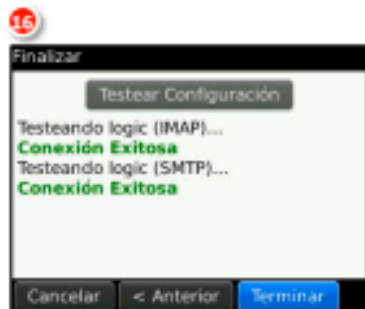 16
Finalizar
Testear Configuración
Testeando logic (IMAP)...
Conexión Exitosa
Testeando logic (SMTP)...
Conexión Exitosa
Cancelar < Anterior Terminar